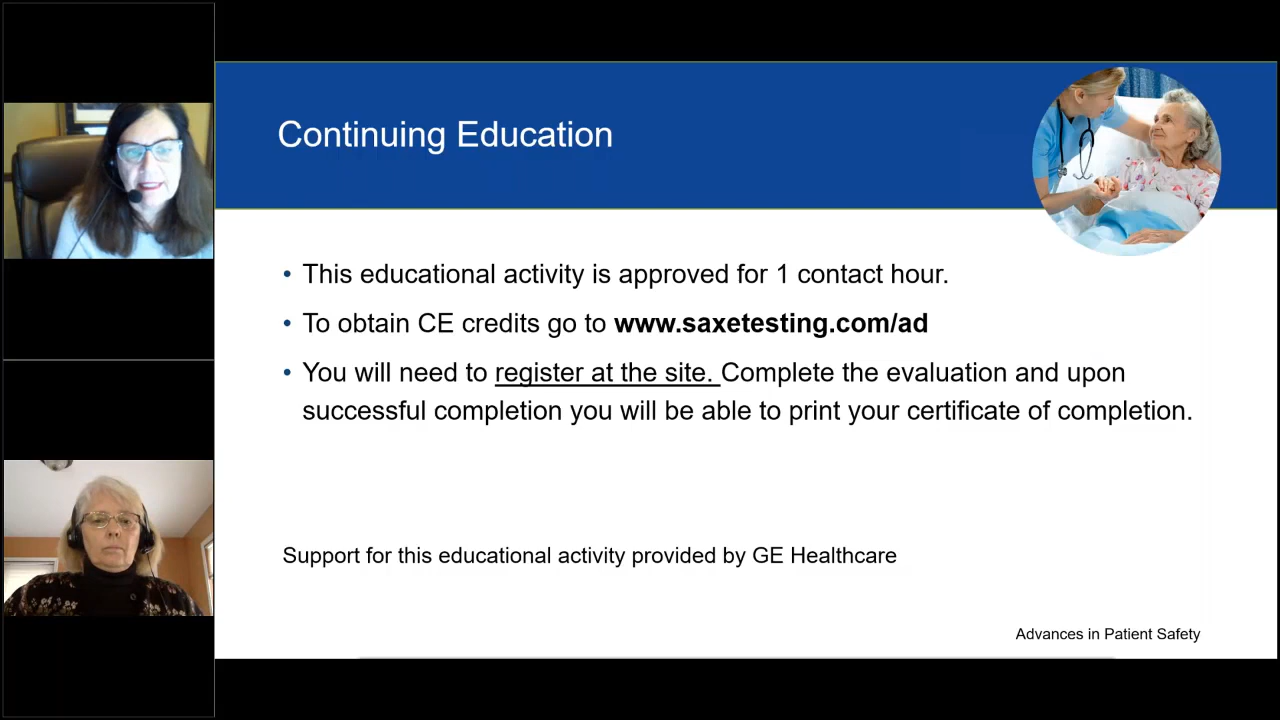 Continuing Education
• This educational activity is approved for 1 contact hour.
• To obtain CE credits go to www.saxetesting.com/ad
• You will need to register at the site. Complete the evaluation and upon
successful completion you will be able to print your certificate of completion.
Support for this educational activity provided by GE Healthcare
Advances in Patient Safety